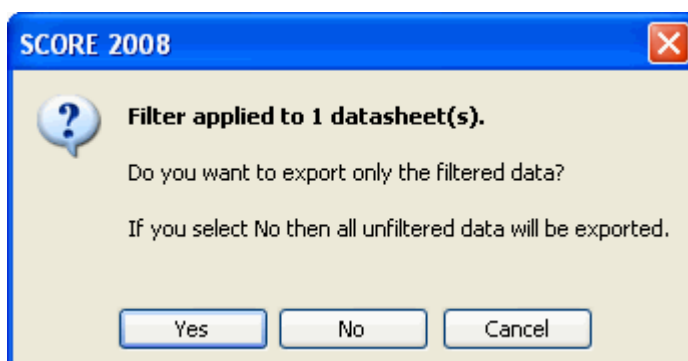 SCORE 2008
Filter applied to 1 datasheet(s).
Do you want to export only the filtered data?
If you select No then all unfiltered data will be exported.
Yes No Cancel